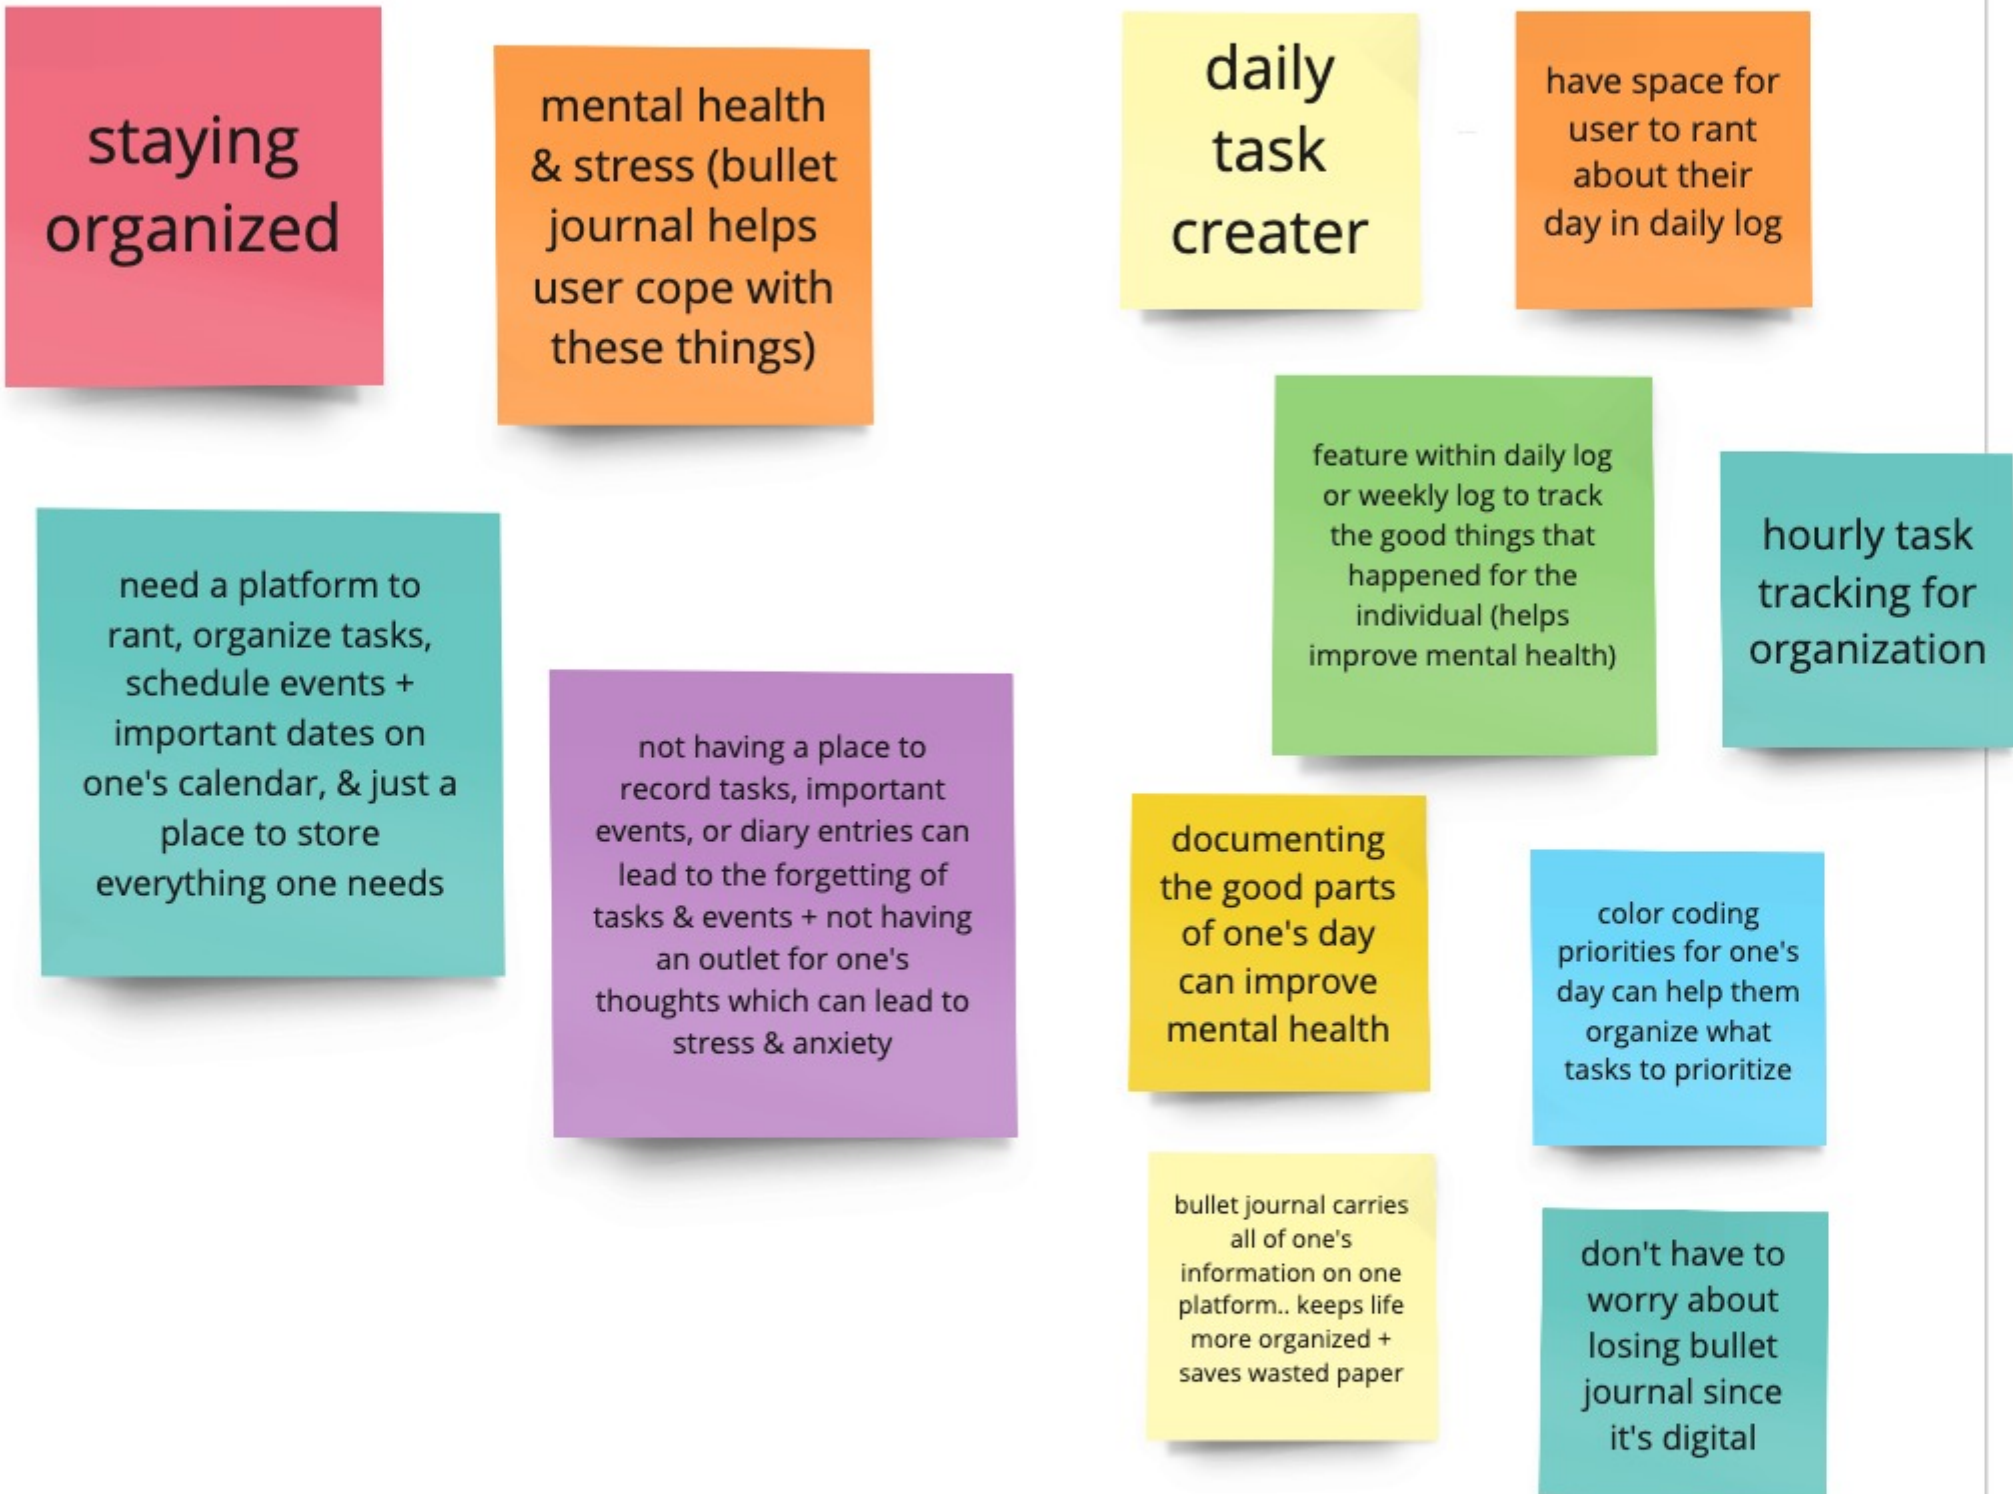 staying
organized
mental health
& stress (bullet
journal helps
user cope with
these things)
need a platform to
rant, organize tasks,
schedule events +
important dates on
one's calendar, & just a
place to store
everything one needs
not having a place to
record tasks, important
events, or diary entries can
lead to the forgetting of
tasks & events + not having
an outlet for one's
thoughts which can lead to
stress & anxiety
daily
task
creater
have space for
user to rant
about their
day in daily log
feature within daily log
or weekly log to track
the good things that
happened for the
individual (helps
improve mental health)
hourly task
tracking for
organization
documenting
the good parts
of one's day
can improve
mental health
color coding
priorities for one's
day can help them
organize what
tasks to prioritize
bullet journal carries
all of one's
information on one
platform.. keeps life
more organized +
saves wasted paper
don't have to
worry about
losing bullet
journal since
it's digital